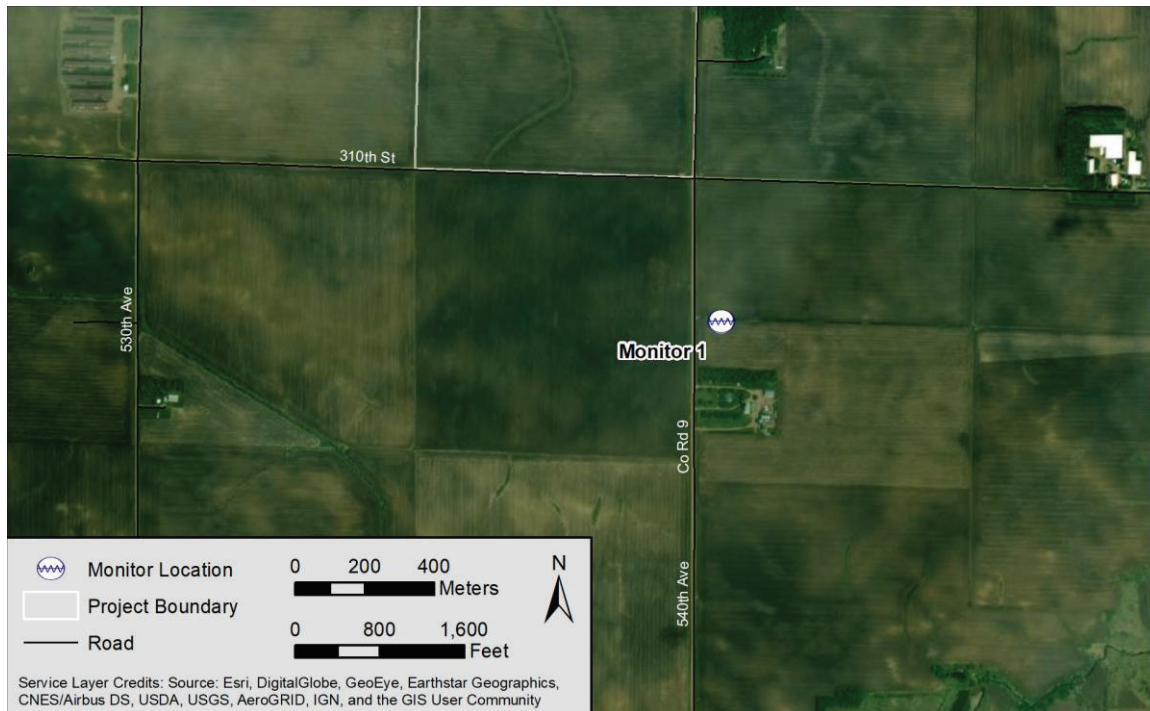 310th St
530th Ave
Monitor 1
Co Rd 9
540th Ave
Monitor Location
Project Boundary
Road
0 200 400
Meters
0 800 1,600
Feet
N
Service Layer Credits: Source: Esri, DigitalGlobe, GeoEye, Earthstar Geographics,
CNES/Airbus DS, USDA, USGS, AeroGRID, IGN, and the GIS User Community